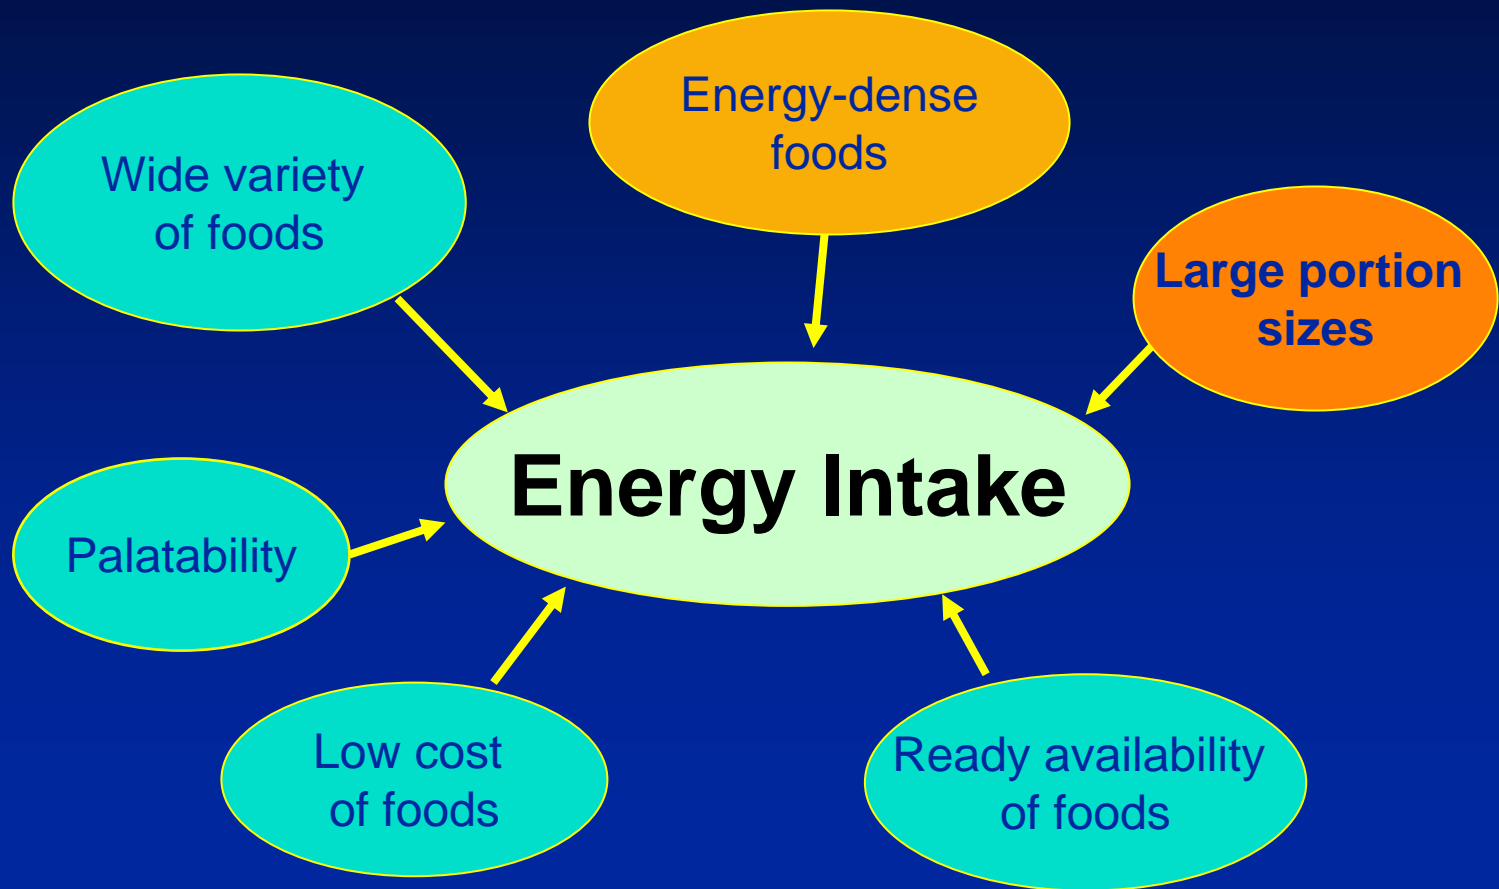 Energy-dense
foods
Wide variety
of foods
Large portion
sizes
Energy Intake
Palatability
Low cost
of foods
Ready availability
of foods